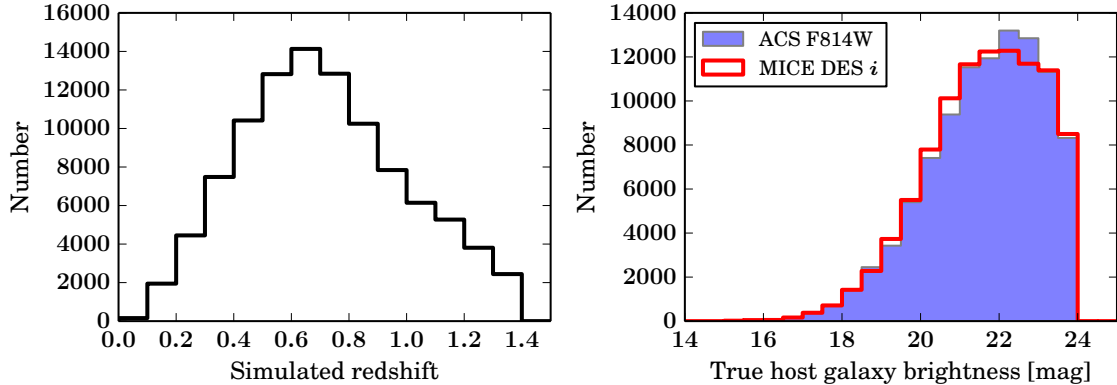 16000
14000
12000
10000
8000
6000
4000
2000
0
Number
0.0 0.2 0.4 0.6 0.8 1.0 1.2 1.4
Simulated redshift
14000
12000
10000
8000
6000
4000
2000
0
Number
ACS F814W
MICE DES i
14 16 18 20 22 24
True host galaxy brightness [mag]